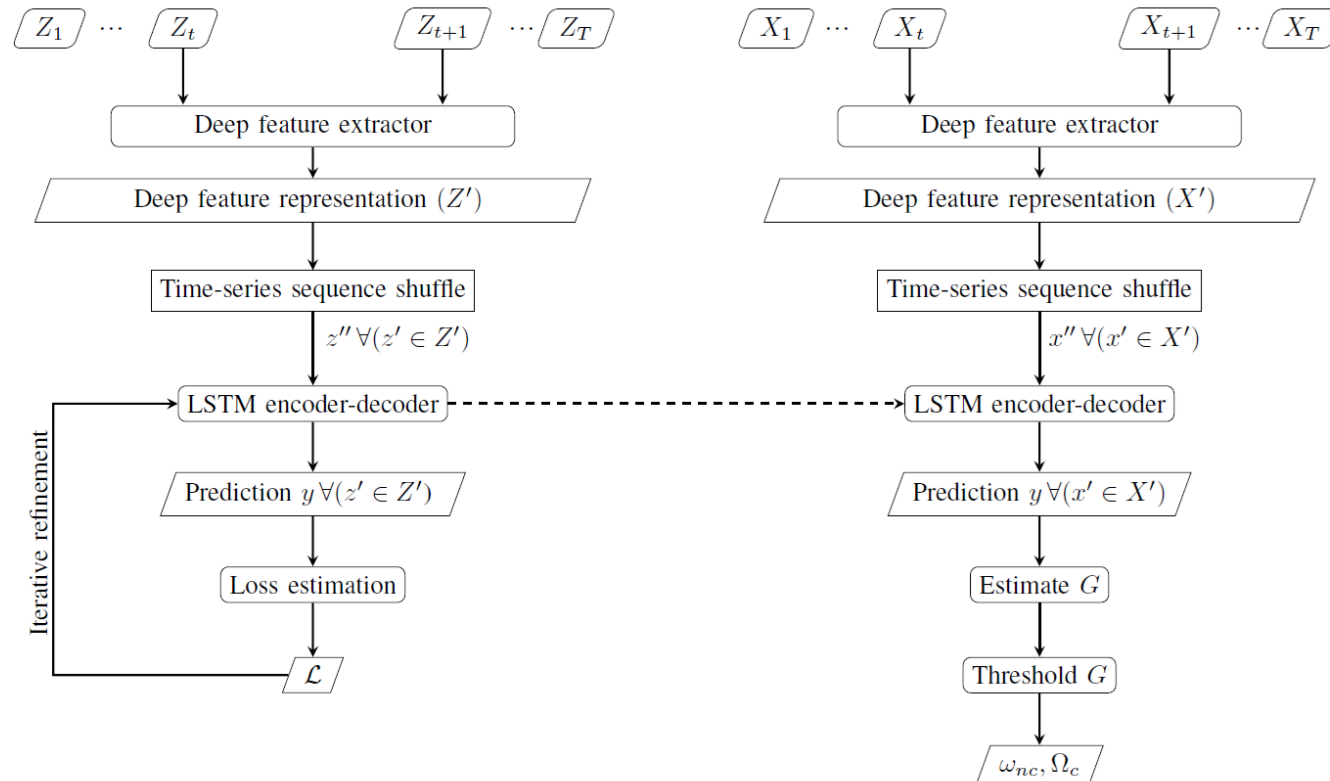 Z_1 ⋯ Z_t Z_{t+1} ⋯ Z_T X_1 ⋯ X_t X_{t+1} ⋯ X_T
Deep feature extractor
Deep feature representation (Z′)
Time-series sequence shuffle
z″ ∀(z′ ∈ Z′)
LSTM encoder-decoder
Prediction y ∀(z′ ∈ Z′)
Loss estimation
ℒ
Iterative refinement
Deep feature extractor
Deep feature representation (X′)
Time-series sequence shuffle
x″ ∀(x′ ∈ X′)
LSTM encoder-decoder
Prediction y ∀(x′ ∈ X′)
Estimate G
Threshold G
ω_{nc}, Ω_c